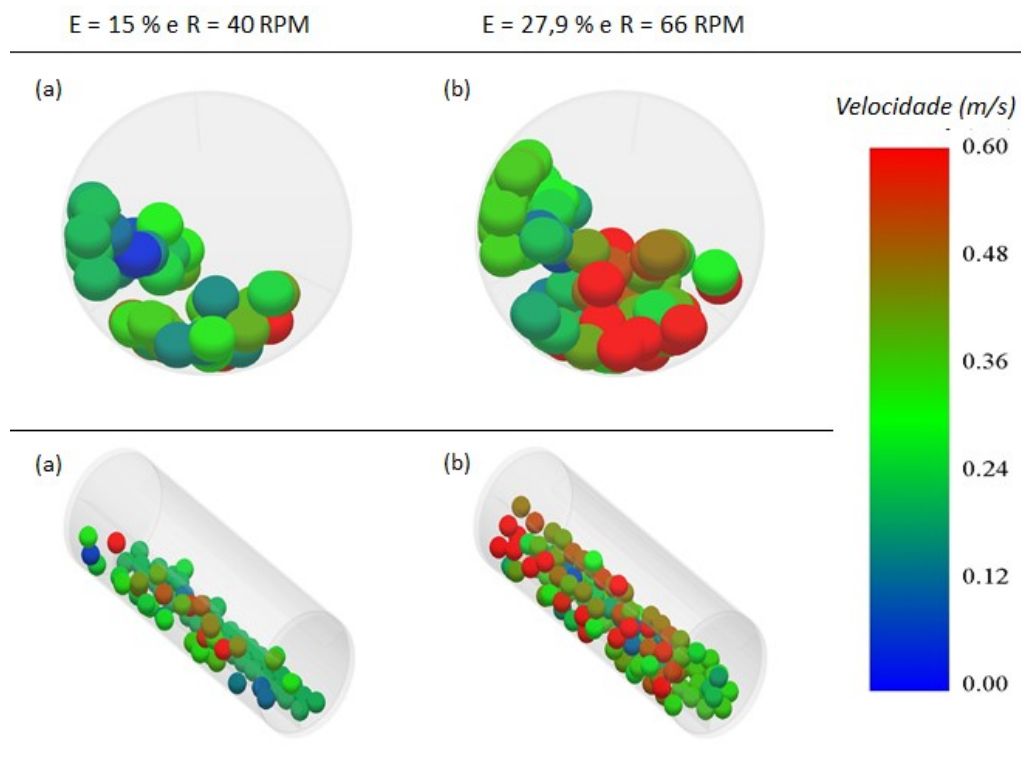 E = 15 % e R = 40 RPM
E = 27,9 % e R = 66 RPM
(a)
(b)
Velocidade (m/s)
0.60
0.48
0.36
0.24
0.12
0.00
(a)
(b)